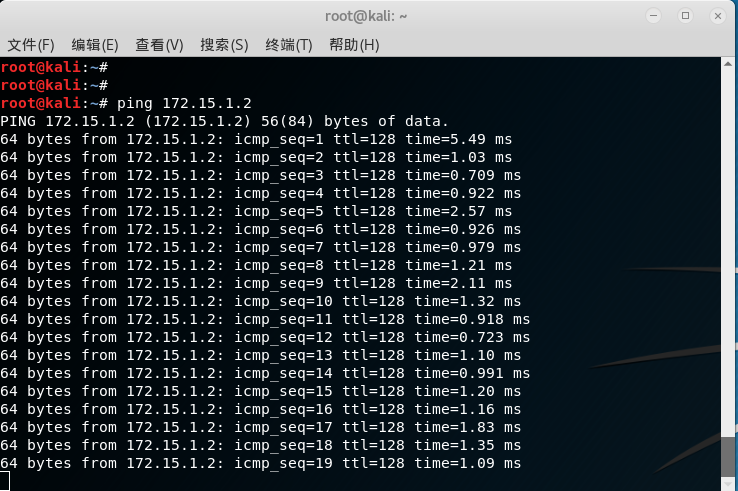 root@kali: ~
文件(F) 编辑(E) 查看(V) 搜索(S) 终端(T) 帮助(H)
root@kali:~#
root@kali:~#
root@kali:~# ping 172.15.1.2
PING 172.15.1.2 (172.15.1.2) 56(84) bytes of data.
64 bytes from 172.15.1.2: icmp_seq=1 ttl=128 time=5.49 ms
64 bytes from 172.15.1.2: icmp_seq=2 ttl=128 time=1.03 ms
64 bytes from 172.15.1.2: icmp_seq=3 ttl=128 time=0.709 ms
64 bytes from 172.15.1.2: icmp_seq=4 ttl=128 time=0.922 ms
64 bytes from 172.15.1.2: icmp_seq=5 ttl=128 time=2.57 ms
64 bytes from 172.15.1.2: icmp_seq=6 ttl=128 time=0.926 ms
64 bytes from 172.15.1.2: icmp_seq=7 ttl=128 time=0.979 ms
64 bytes from 172.15.1.2: icmp_seq=8 ttl=128 time=1.21 ms
64 bytes from 172.15.1.2: icmp_seq=9 ttl=128 time=2.11 ms
64 bytes from 172.15.1.2: icmp_seq=10 ttl=128 time=1.32 ms
64 bytes from 172.15.1.2: icmp_seq=11 ttl=128 time=0.918 ms
64 bytes from 172.15.1.2: icmp_seq=12 ttl=128 time=0.723 ms
64 bytes from 172.15.1.2: icmp_seq=13 ttl=128 time=1.10 ms
64 bytes from 172.15.1.2: icmp_seq=14 ttl=128 time=0.991 ms
64 bytes from 172.15.1.2: icmp_seq=15 ttl=128 time=1.20 ms
64 bytes from 172.15.1.2: icmp_seq=16 ttl=128 time=1.16 ms
64 bytes from 172.15.1.2: icmp_seq=17 ttl=128 time=1.83 ms
64 bytes from 172.15.1.2: icmp_seq=18 ttl=128 time=1.35 ms
64 bytes from 172.15.1.2: icmp_seq=19 ttl=128 time=1.09 ms